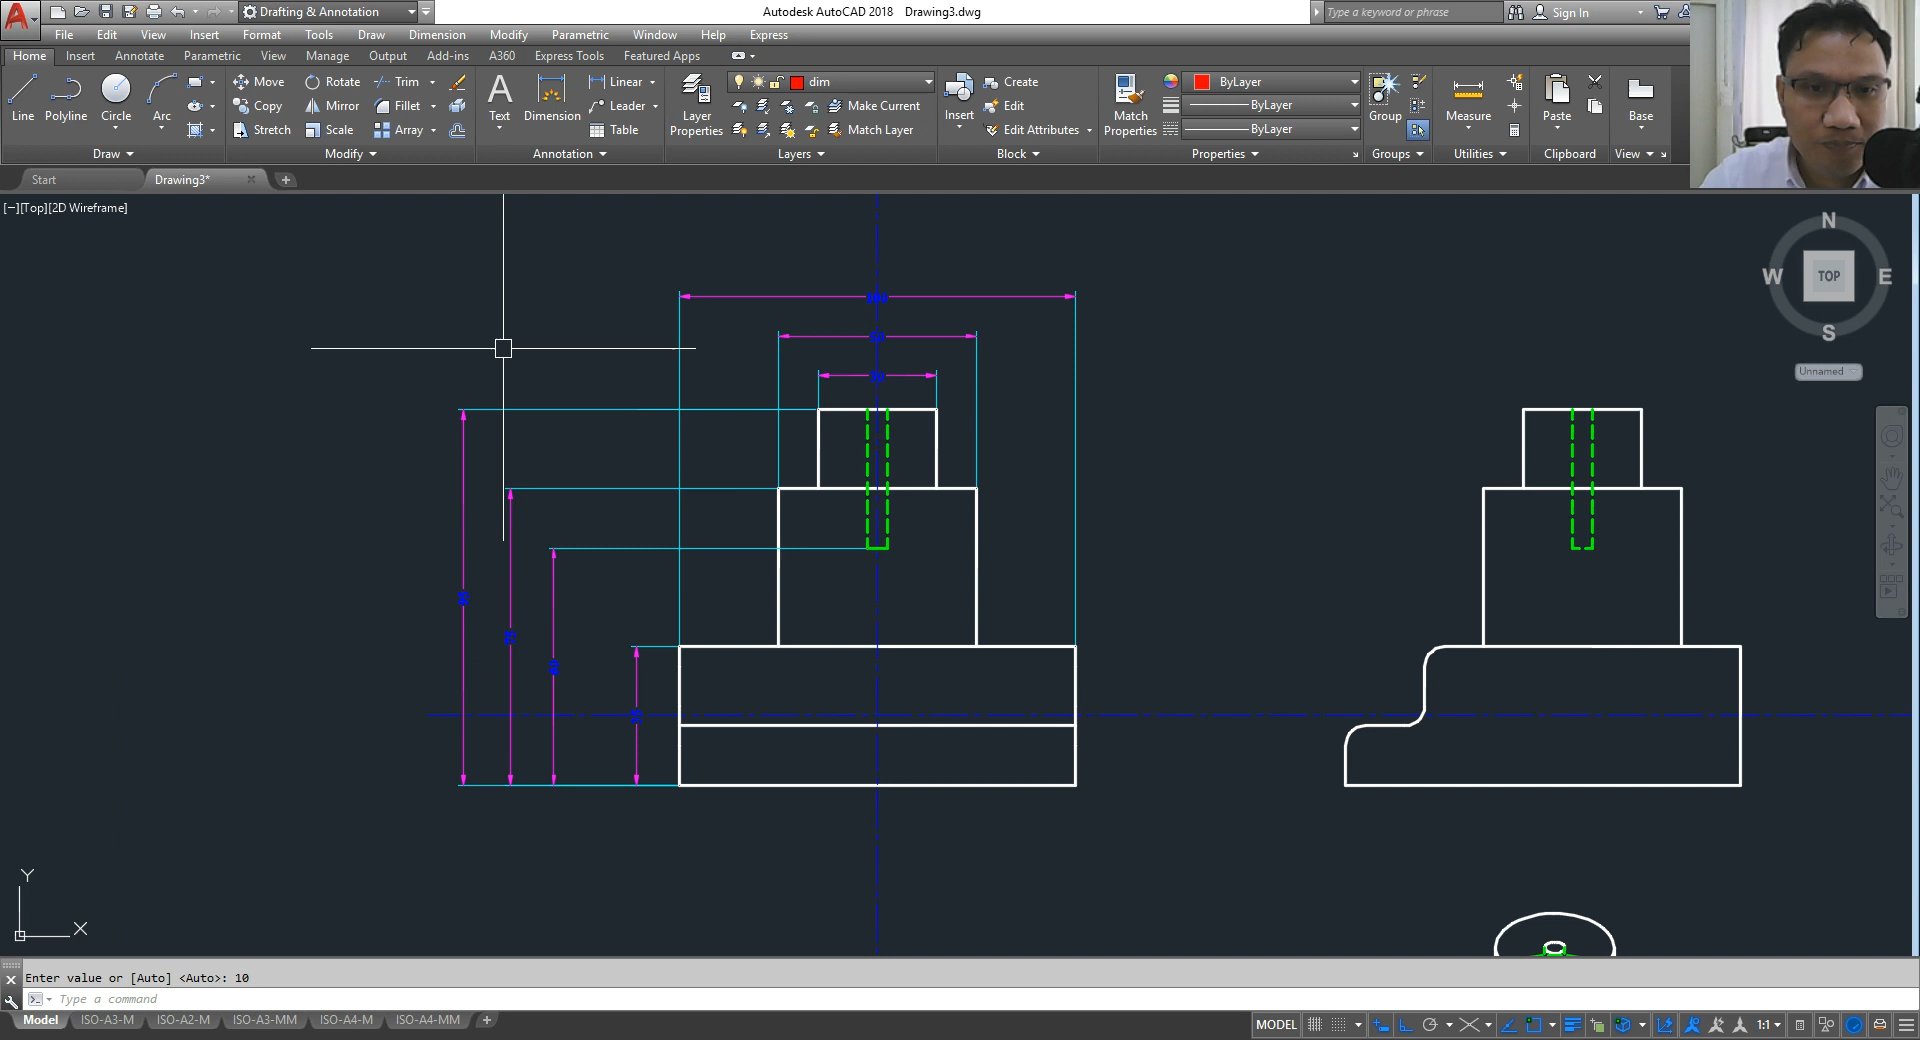 Drafting & Annotation
Autodesk AutoCAD 2018 Drawing3.dwg
Type a keyword or phrase
Sign In
File Edit View Insert Format Tools Draw Dimension Modify Parametric Window Help Express
Home Insert Annotate Parametric View Manage Output Add-ins A360 Express Tools Featured Apps
Line Polyline Circle Arc
Move Rotate Trim
Copy Mirror Fillet
Stretch Scale Array
Text Dimension
Linear
Leader
Table
Layer Properties
dim
Make Current
Match Layer
Insert
Create
Edit
Edit Attributes
Match Properties
ByLayer
ByLayer
ByLayer
Group Measure Paste Base
Draw Modify Annotation Layers Block Properties Groups Utilities Clipboard View
Start Drawing3*
[−][Top][2D Wireframe]
N
W TOP E
S
Unnamed
Y
X
Enter value or [Auto] <Auto>: 10
Type a command
Model ISO-A3-M ISO-A2-M ISO-A3-MM ISO-A4-M ISO-A4-MM
MODEL 1:1